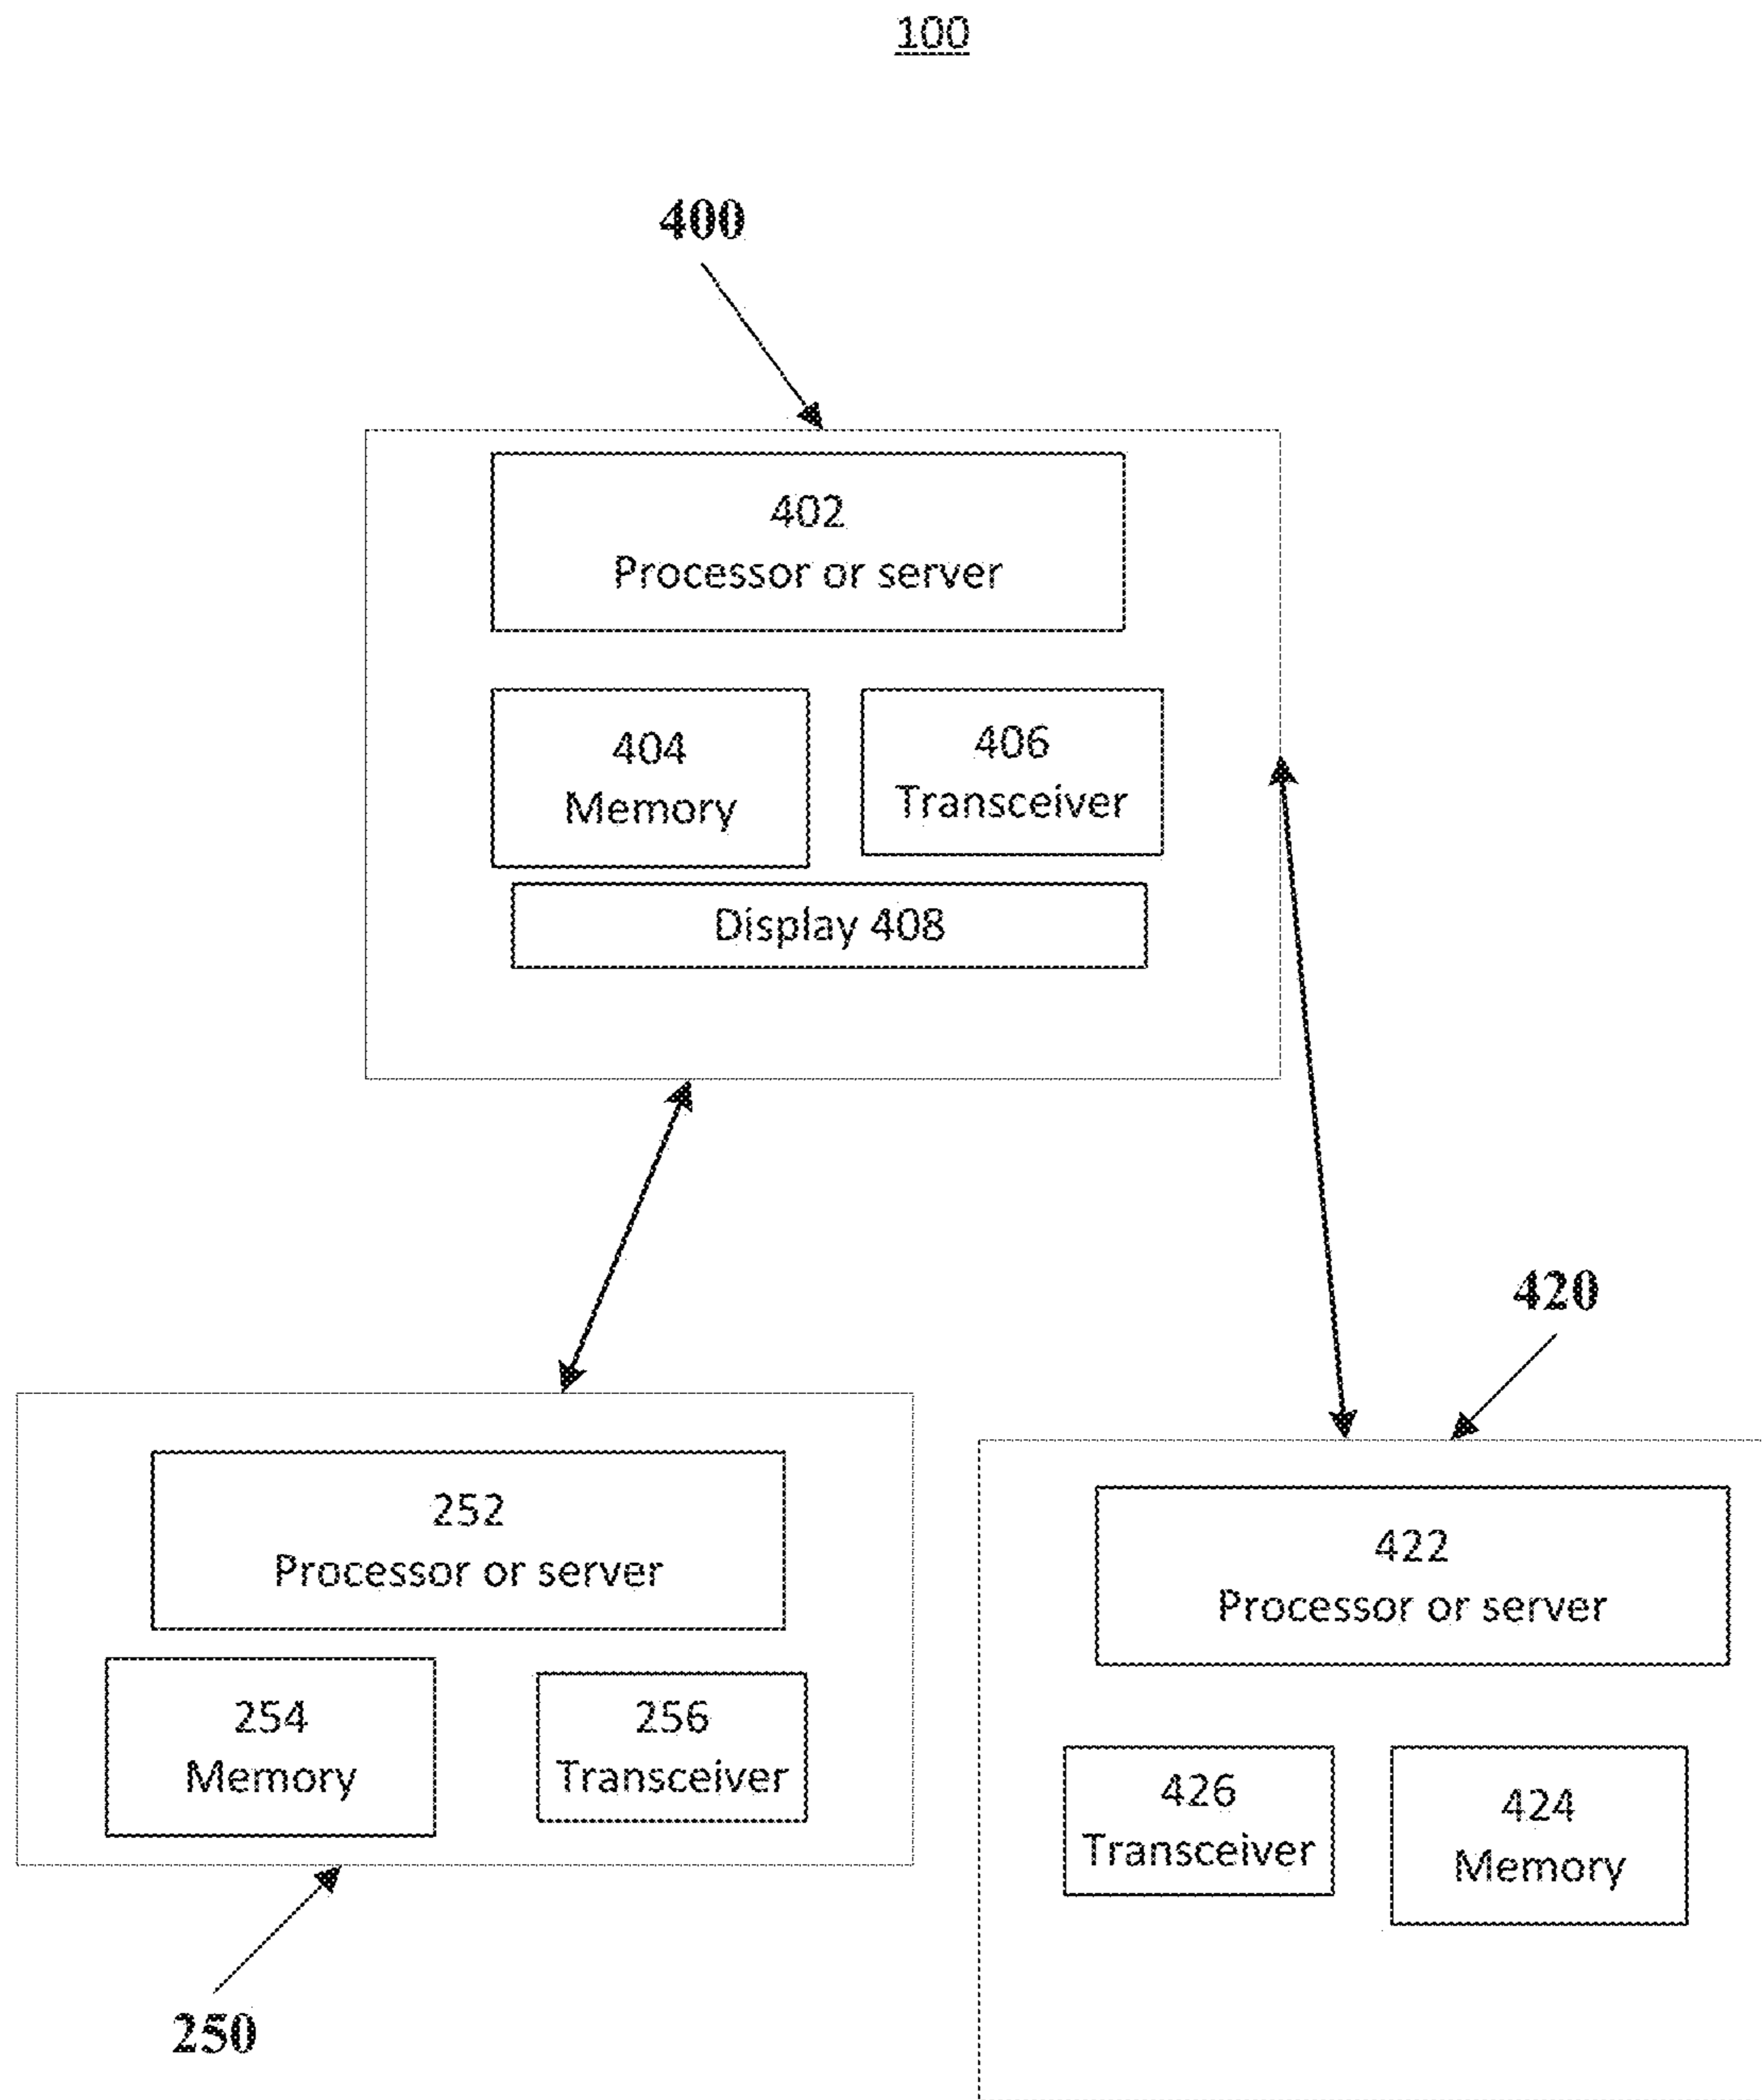 100
400
402
Processor or server
404
Memory
406
Transceiver
Display 408
420
252
Processor or server
254
Memory
256
Transceiver
422
Processor or server
426
Transceiver
424
Memory
250